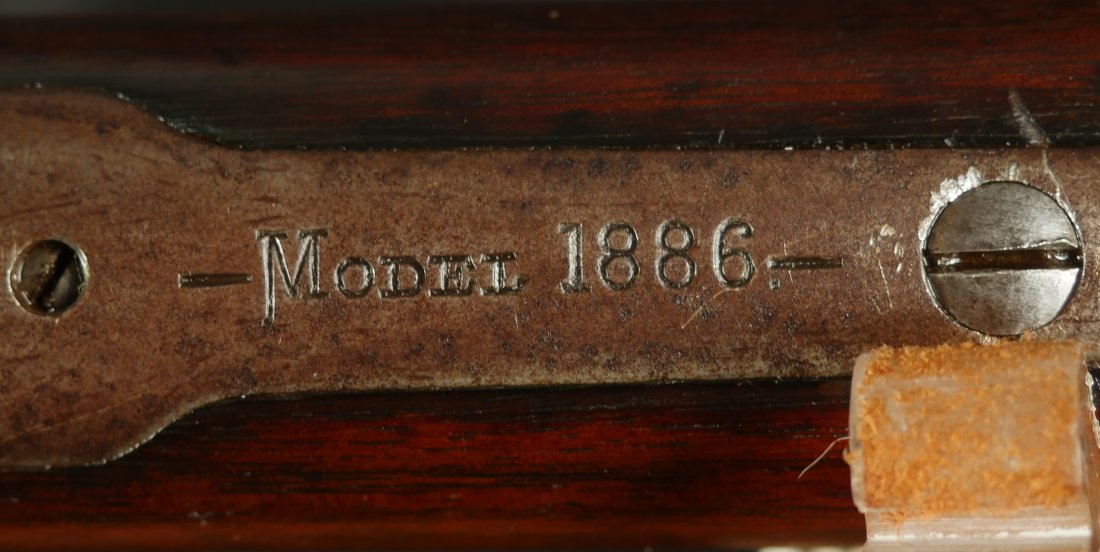 — MODEL 1886. —